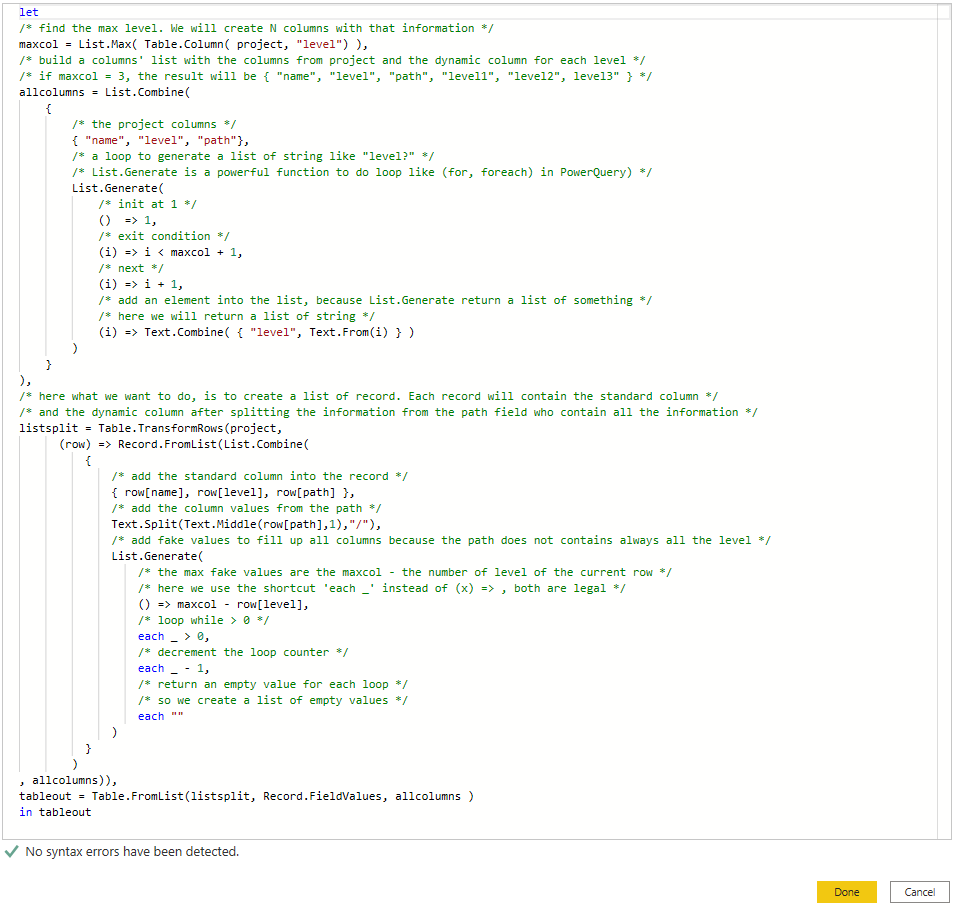 let
/* find the max level. We will create N columns with that information */
maxcol = List.Max( Table.Column( project, "level") ),
/* build a columns' list with the columns from project and the dynamic column for each level */
/* if maxcol = 3, the result will be { "name", "level", "path", "level1", "level2", level3" } */
allcolumns = List.Combine(
{
/* the project columns */
{ "name", "level", "path"},
/* a loop to generate a list of string like "level?" */
/* List.Generate is a powerful function to do loop like (for, foreach) in PowerQuery) */
List.Generate(
/* init at 1 */
()  => 1,
/* exit condition */
(i) => i < maxcol + 1,
/* next */
(i) => i + 1,
/* add an element into the list, because List.Generate return a list of something */
/* here we will return a list of string */
(i) => Text.Combine( { "level", Text.From(i) } )
)
}
),
/* here what we want to do, is to create a list of record. Each record will contain the standard column */
/* and the dynamic column after splitting the information from the path field who contain all the information */
listsplit = Table.TransformRows(project,
(row) => Record.FromList(List.Combine(
{
/* add the standard column into the record */
{ row[name], row[level], row[path] },
/* add the column values from the path */
Text.Split(Text.Middle(row[path],1),"/"),
/* add fake values to fill up all columns because the path does not contains always all the level */
List.Generate(
/* the max fake values are the maxcol - the number of level of the current row */
/* here we use the shortcut 'each _' instead of (x) => , both are legal */
() => maxcol - row[level],
/* loop while > 0 */
each _ > 0,
/* decrement the loop counter */
each _ - 1,
/* return an empty value for each loop */
/* so we create a list of empty values */
each ""
)
}
)
, allcolumns)),
tableout = Table.FromList(listsplit, Record.FieldValues, allcolumns )
in tableout
No syntax errors have been detected.
Done
Cancel